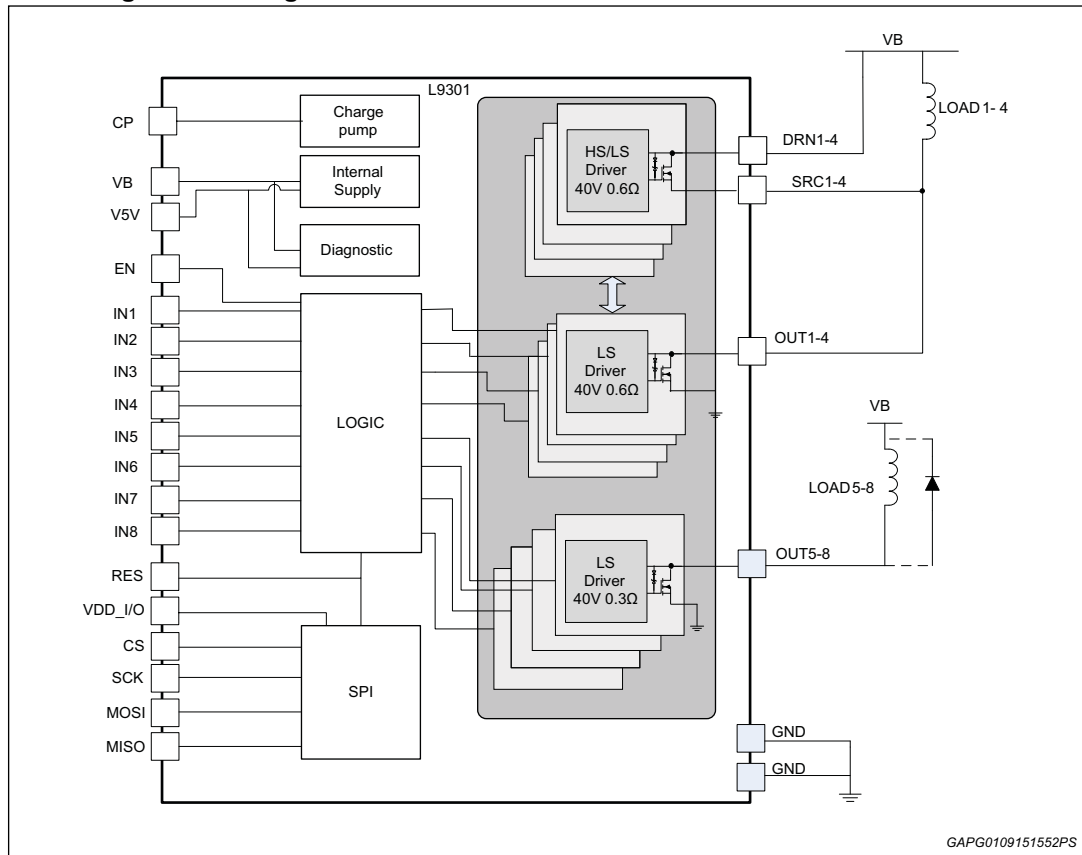 L9301
CP
VB
V5V
EN
IN1
IN2
IN3
IN4
IN5
IN6
IN7
IN8
RES
VDD_I/O
CS
SCK
MOSI
MISO
Charge
pump
Internal
Supply
Diagnostic
LOGIC
SPI
HS/LS
Driver
40V 0.6Ω
LS
Driver
40V 0.6Ω
LS
Driver
40V 0.3Ω
VB
LOAD 1- 4
DRN1-4
SRC1-4
OUT1-4
VB
LOAD 5-8
OUT5-8
GND
GND
GAPG0109151552PS